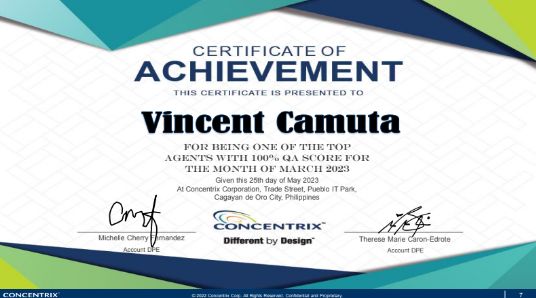 CERTIFICATE OF
ACHIEVEMENT
THIS CERTIFICATE IS PRESENTED TO
Vincent Camuta
FOR BEING ONE OF THE TOP
AGENTS WITH 100% QA SCORE FOR
THE MONTH OF MARCH 2023
Given this 25th day of May 2023
At Concentrix Corporation, Trade Street, Pueblo IT Park,
Cagayan de Oro City, Philippines
CONCENTRIX™
Different by Design™
Michelle Cherry Fernandez
Account DPE
Therese Marie Caron-Edrote
Account DPE
CONCENTRIX
© 2022 Concentrix Corp. All Rights Reserved. Confidential and Proprietary.
7